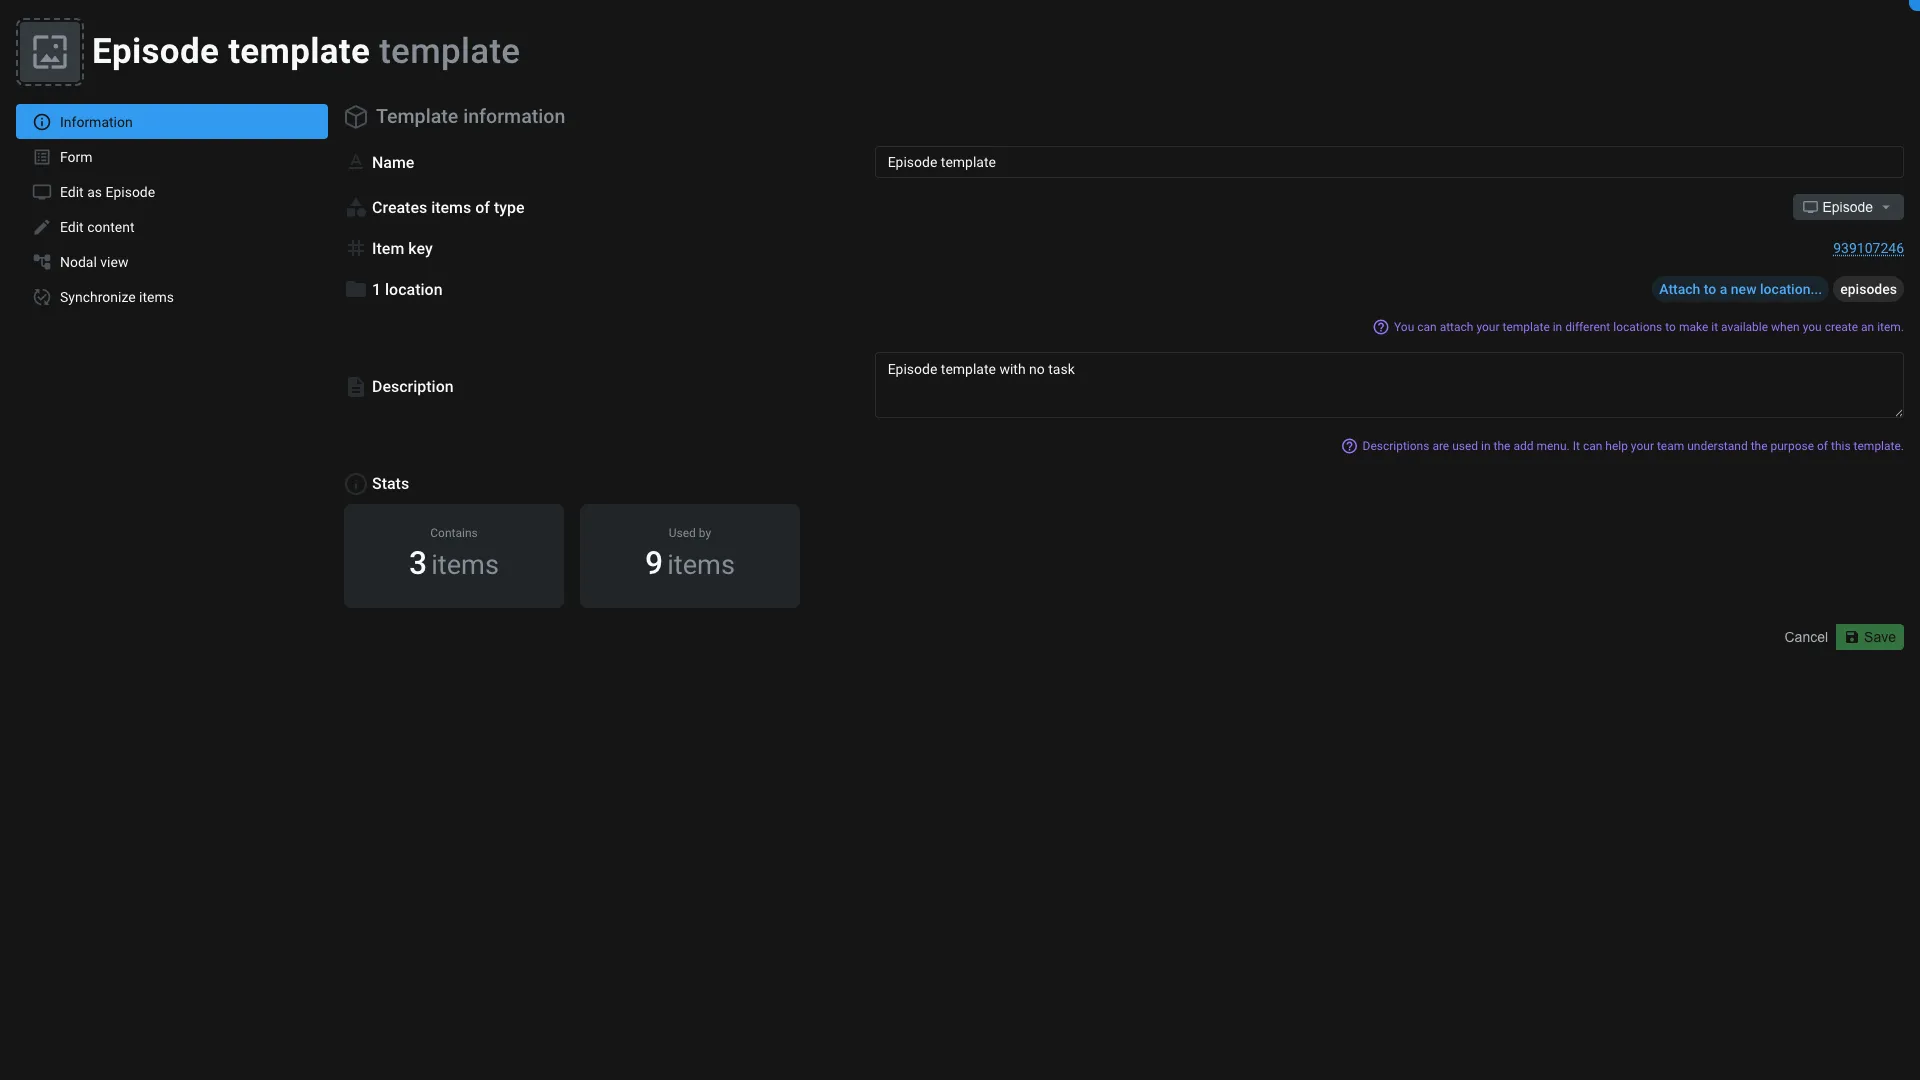 Episode template template
Information
Form
Edit as Episode
Edit content
Nodal view
Synchronize items
Template information
Name
Episode template
Creates items of type
Episode
Item key
939107246
1 location
Attach to a new location...
episodes
You can attach your template in different locations to make it available when you create an item.
Description
Episode template with no task
Descriptions are used in the add menu. It can help your team understand the purpose of this template.
Stats
Contains
3 items
Used by
9 items
Cancel
Save